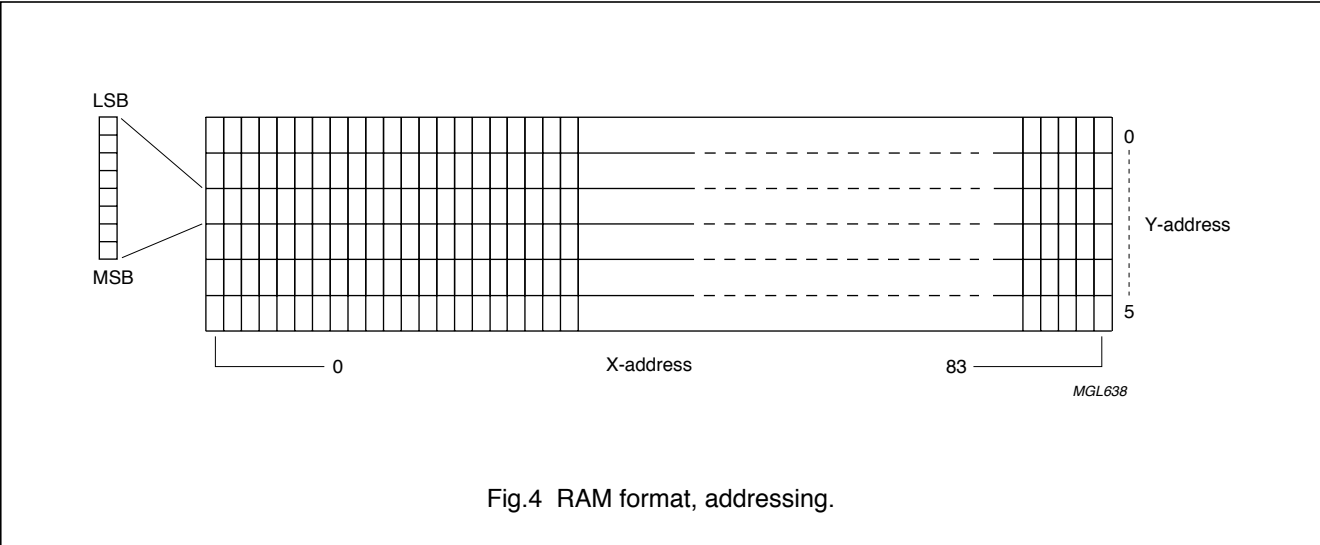 LSB
MSB
0
Y-address
5
0
X-address
83
MGL638
Fig.4 RAM format, addressing.